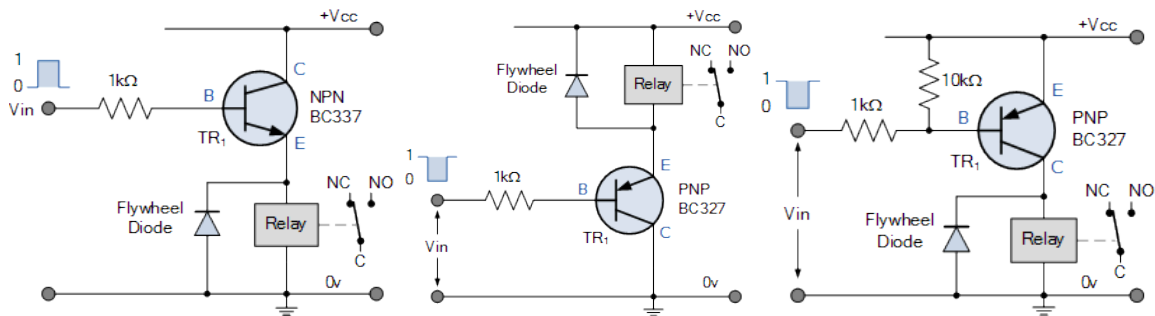 +Vcc
1
0
Vin
1kΩ
B
C
NPN
BC337
TR1
E
Flywheel
Diode
Relay
NC
NO
C
0v
+Vcc
Flywheel
Diode
Relay
NC
NO
C
1
0
1kΩ
B
E
PNP
BC327
TR1
C
Vin
0v
+Vcc
1
0
10kΩ
1kΩ
B
E
PNP
BC327
TR1
C
Vin
Flywheel
Diode
Relay
NC
NO
C
0v